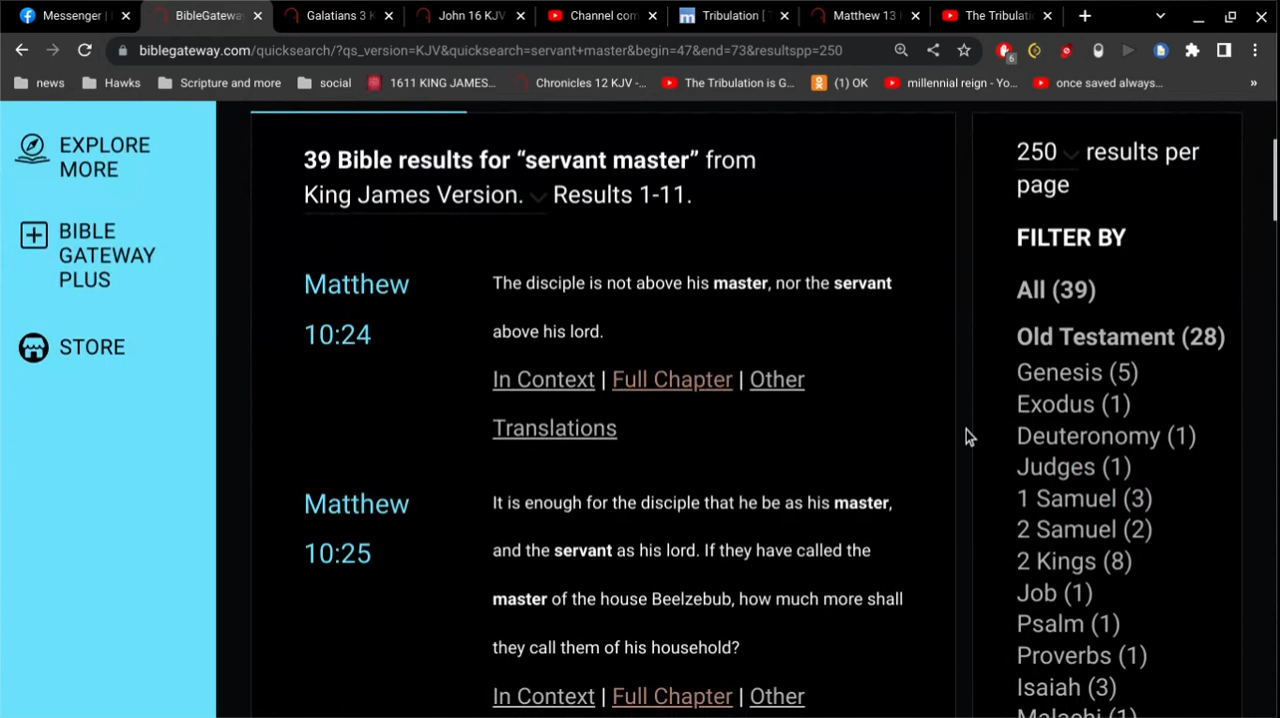 Messenger |
BibleGateway
Galatians 3 K
John 16 KJV
Channel com
Tribulation [
Matthew 13
The Tribulati
biblegateway.com/quicksearch/?qs_version=KJV&quicksearch=servant+master&begin=47&end=73&resultspp=250
6
news
Hawks
Scripture and more
social
1611 KING JAMES...
Chronicles 12 KJV -...
The Tribulation is G...
(1) OK
millennial reign - Yo...
once saved always...
»
EXPLORE
MORE
BIBLE
GATEWAY
PLUS
STORE
39 Bible results for “servant master” from
King James Version. Results 1-11.
Matthew
10:24
The disciple is not above his master, nor the servant
above his lord.
In Context | Full Chapter | Other
Translations
Matthew
10:25
It is enough for the disciple that he be as his master,
and the servant as his lord. If they have called the
master of the house Beelzebub, how much more shall
they call them of his household?
In Context | Full Chapter | Other
250 results per
page
FILTER BY
All (39)
Old Testament (28)
Genesis (5)
Exodus (1)
Deuteronomy (1)
Judges (1)
1 Samuel (3)
2 Samuel (2)
2 Kings (8)
Job (1)
Psalm (1)
Proverbs (1)
Isaiah (3)
Malachi (1)